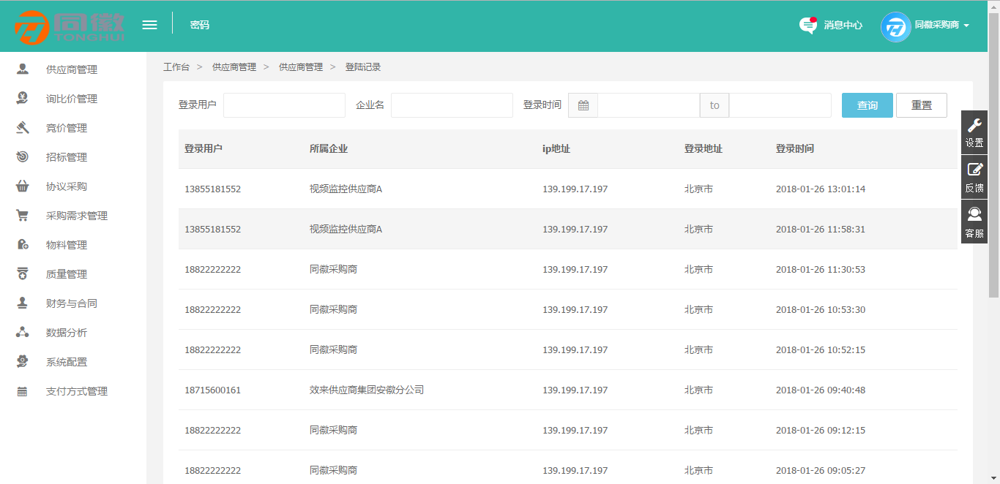 同徽
TONGHUI
密码
消息中心
同徽采购商
供应商管理
询比价管理
竞价管理
招标管理
协议采购
采购需求管理
物料管理
质量管理
财务与合同
数据分析
系统配置
支付方式管理
工作台 > 供应商管理 > 供应商管理 > 登陆记录
登录用户 企业名 登录时间 to 查询 重置
登录用户 所属企业 ip地址 登录地址 登录时间
13855181552 视频监控供应商A 139.199.17.197 北京市 2018-01-26 13:01:14
13855181552 视频监控供应商A 139.199.17.197 北京市 2018-01-26 11:58:31
18822222222 同徽采购商 139.199.17.197 北京市 2018-01-26 11:30:53
18822222222 同徽采购商 139.199.17.197 北京市 2018-01-26 10:53:30
18822222222 同徽采购商 139.199.17.197 北京市 2018-01-26 10:52:15
18715600161 效来供应商集团安徽分公司 139.199.17.197 北京市 2018-01-26 09:40:48
18822222222 同徽采购商 139.199.17.197 北京市 2018-01-26 09:12:15
18822222222 同徽采购商 139.199.17.197 北京市 2018-01-26 09:05:27
设置
反馈
客服